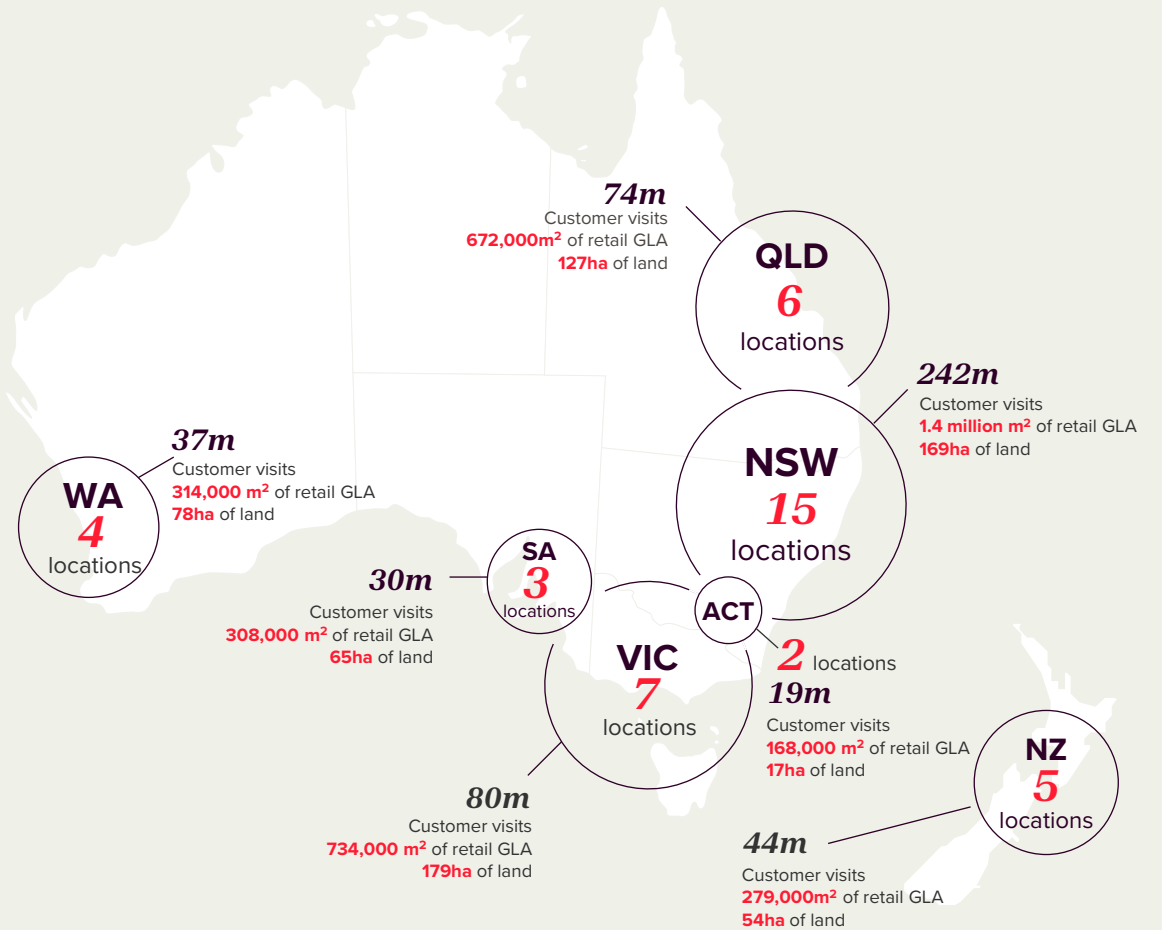 74m
Customer visits
672,000m² of retail GLA
127ha of land
QLD
6
locations
242m
Customer visits
1.4 million m² of retail GLA
169ha of land
NSW
15
locations
37m
Customer visits
314,000 m² of retail GLA
78ha of land
WA
4
locations
30m
Customer visits
308,000 m² of retail GLA
65ha of land
SA
3
locations
ACT
2 locations
19m
Customer visits
168,000 m² of retail GLA
17ha of land
VIC
7
locations
80m
Customer visits
734,000 m² of retail GLA
179ha of land
NZ
5
locations
44m
Customer visits
279,000m² of retail GLA
54ha of land